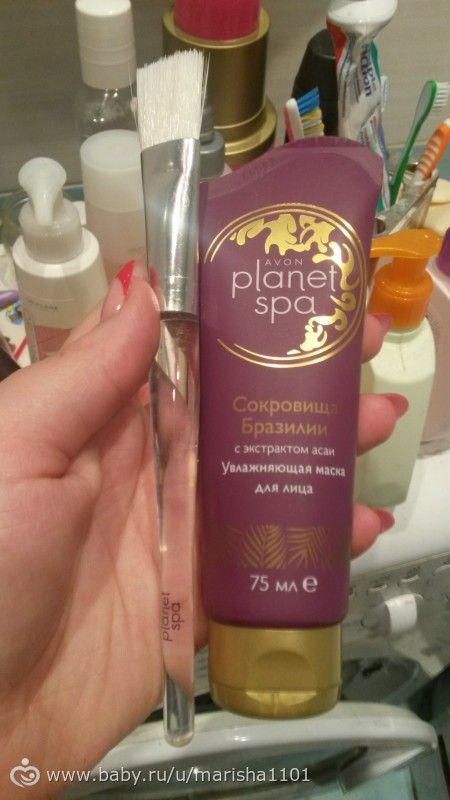 AVON
planet
spa
Сокровища
Бразилии
с экстрактом асаи
Увлажняющая маска
для лица
75 мл e
planet
spa
www.baby.ru/u/marisha1101